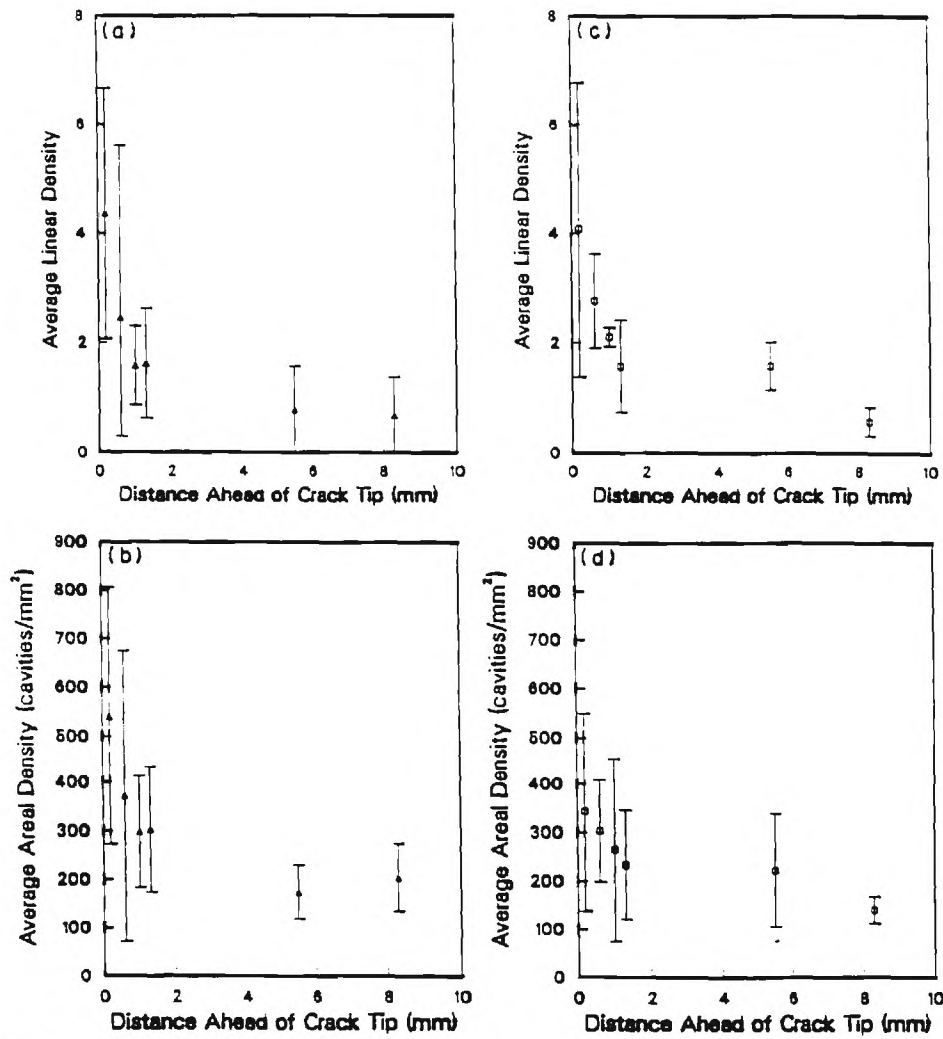 (a)
8
6
4
2
0
Average Linear Density
0 2 4 6 8 10
Distance Ahead of Crack Tip (mm)
(c)
8
6
4
2
0
Average Linear Density
0 2 4 6 8 10
Distance Ahead of Crack Tip (mm)
(b)
900
800
700
600
500
400
300
200
100
0
Average Areal Density (cavities/mm²)
0 2 4 6 8 10
Distance Ahead of Crack Tip (mm)
(d)
900
800
700
600
500
400
300
200
100
0
Average Areal Density (cavities/mm²)
0 2 4 6 8 10
Distance Ahead of Crack Tip (mm)